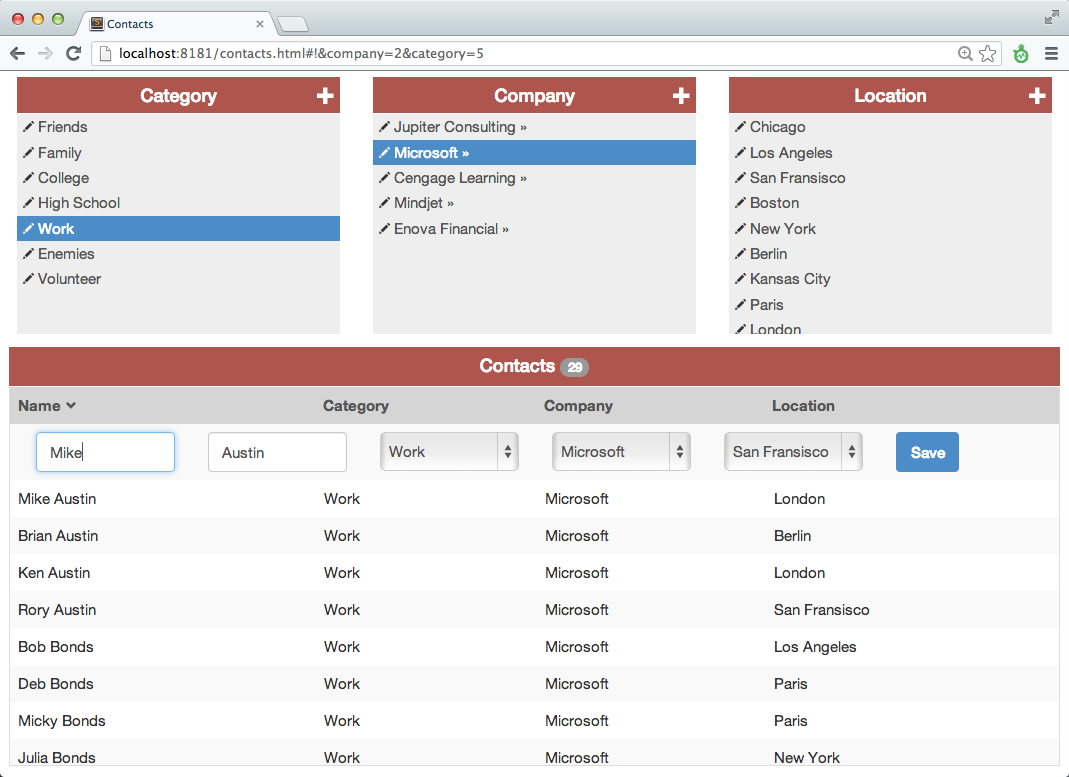 Contacts
localhost:8181/contacts.html#!&company=2&category=5
Category
Friends
Family
College
High School
Work
Enemies
Volunteer
Company
Jupiter Consulting »
Microsoft »
Cengage Learning »
Mindjet »
Enova Financial »
Location
Chicago
Los Angeles
San Fransisco
Boston
New York
Berlin
Kansas City
Paris
London
Contacts 29
Name Category Company Location
Mike Austin Work Microsoft San Fransisco Save
Mike Austin Work Microsoft London
Brian Austin Work Microsoft Berlin
Ken Austin Work Microsoft London
Rory Austin Work Microsoft San Fransisco
Bob Bonds Work Microsoft Los Angeles
Deb Bonds Work Microsoft Paris
Micky Bonds Work Microsoft Paris
Julia Bonds Work Microsoft New York